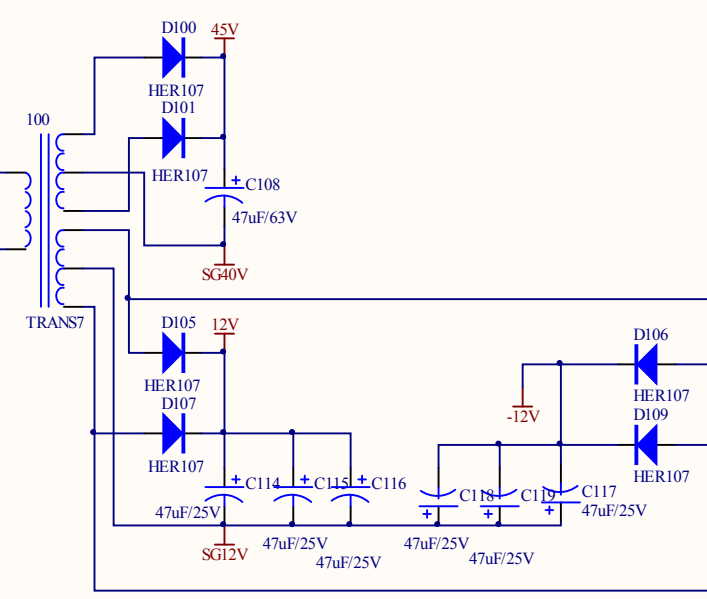 D100
45V
HER107
D101
100
HER107
C108
47uF/63V
SG40V
TRANS7
D105
12V
HER107
D107
HER107
D106
HER107
-12V
D109
HER107
C114
C115
C116
C118
C119
C117
47uF/25V
47uF/25V
SG12V
47uF/25V
47uF/25V
47uF/25V
47uF/25V